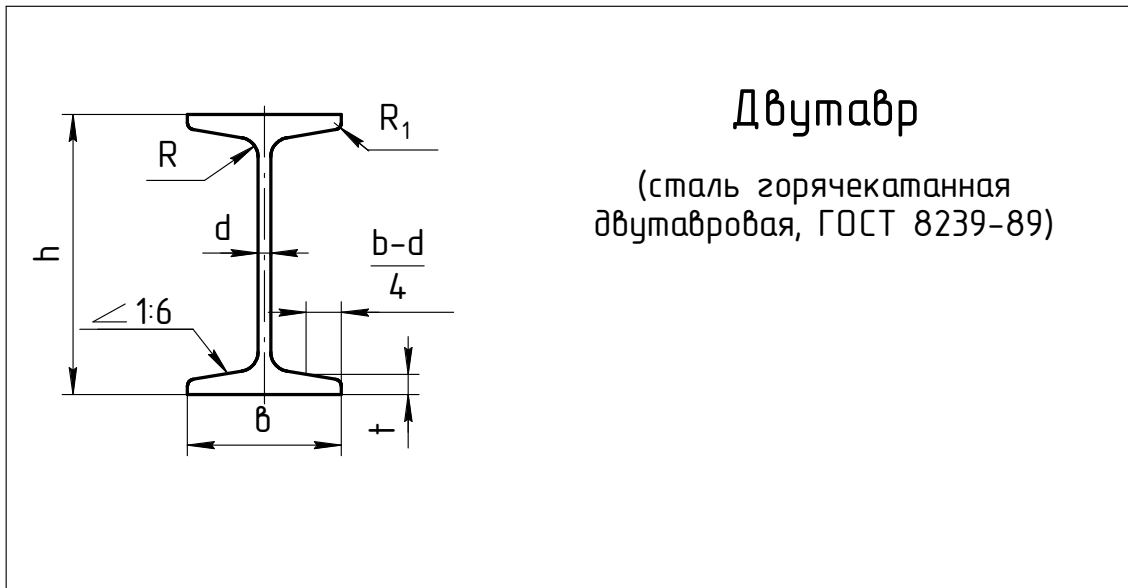 Двутавр
(сталь горячекатанная
двутавровая, ГОСТ 8239-89)
R₁
R
d
h
b-d
4
∠ 1:6
в
t